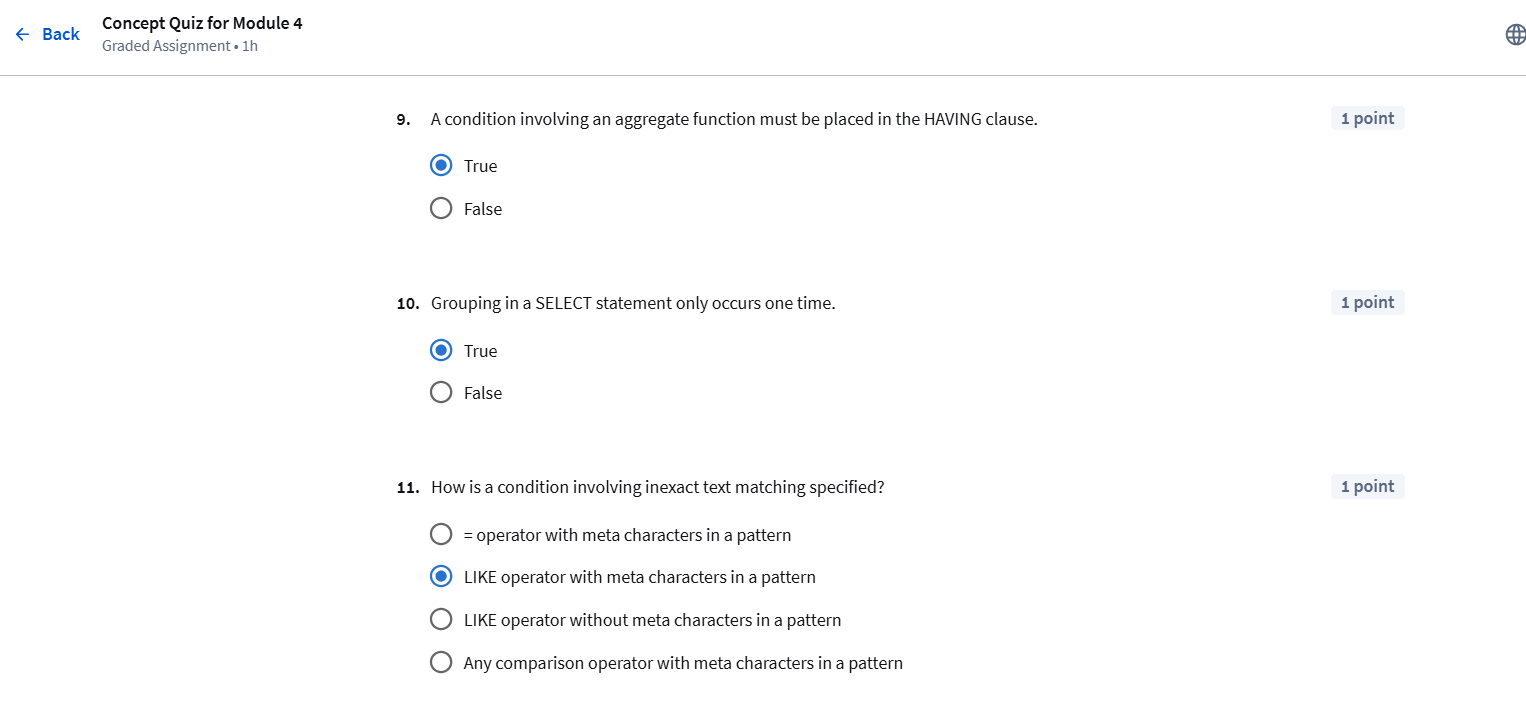 Back
Concept Quiz for Module 4
Graded Assignment • 1h
9. A condition involving an aggregate function must be placed in the HAVING clause. 1 point
True
False
10. Grouping in a SELECT statement only occurs one time. 1 point
True
False
11. How is a condition involving inexact text matching specified? 1 point
= operator with meta characters in a pattern
LIKE operator with meta characters in a pattern
LIKE operator without meta characters in a pattern
Any comparison operator with meta characters in a pattern